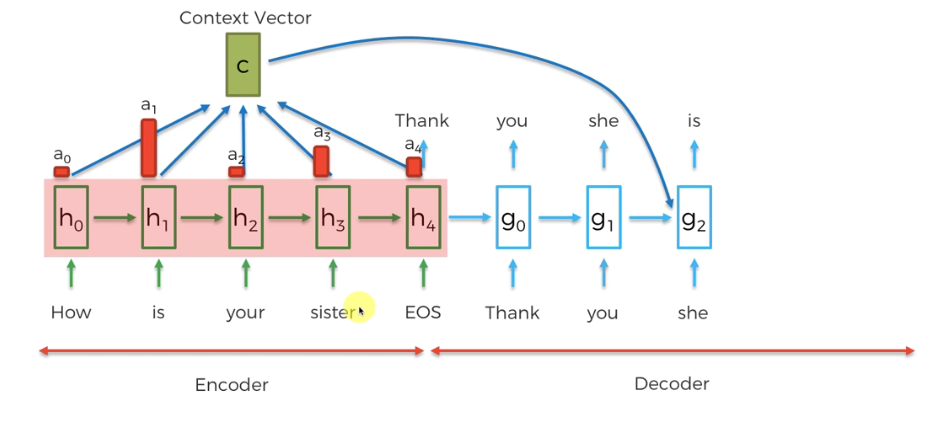 Context Vector
c
a₁
Thank you she is
a₀ a₂ a₃ a₄
h₀ h₁ h₂ h₃ h₄ g₀ g₁ g₂
How is your sister EOS Thank you she
Encoder Decoder